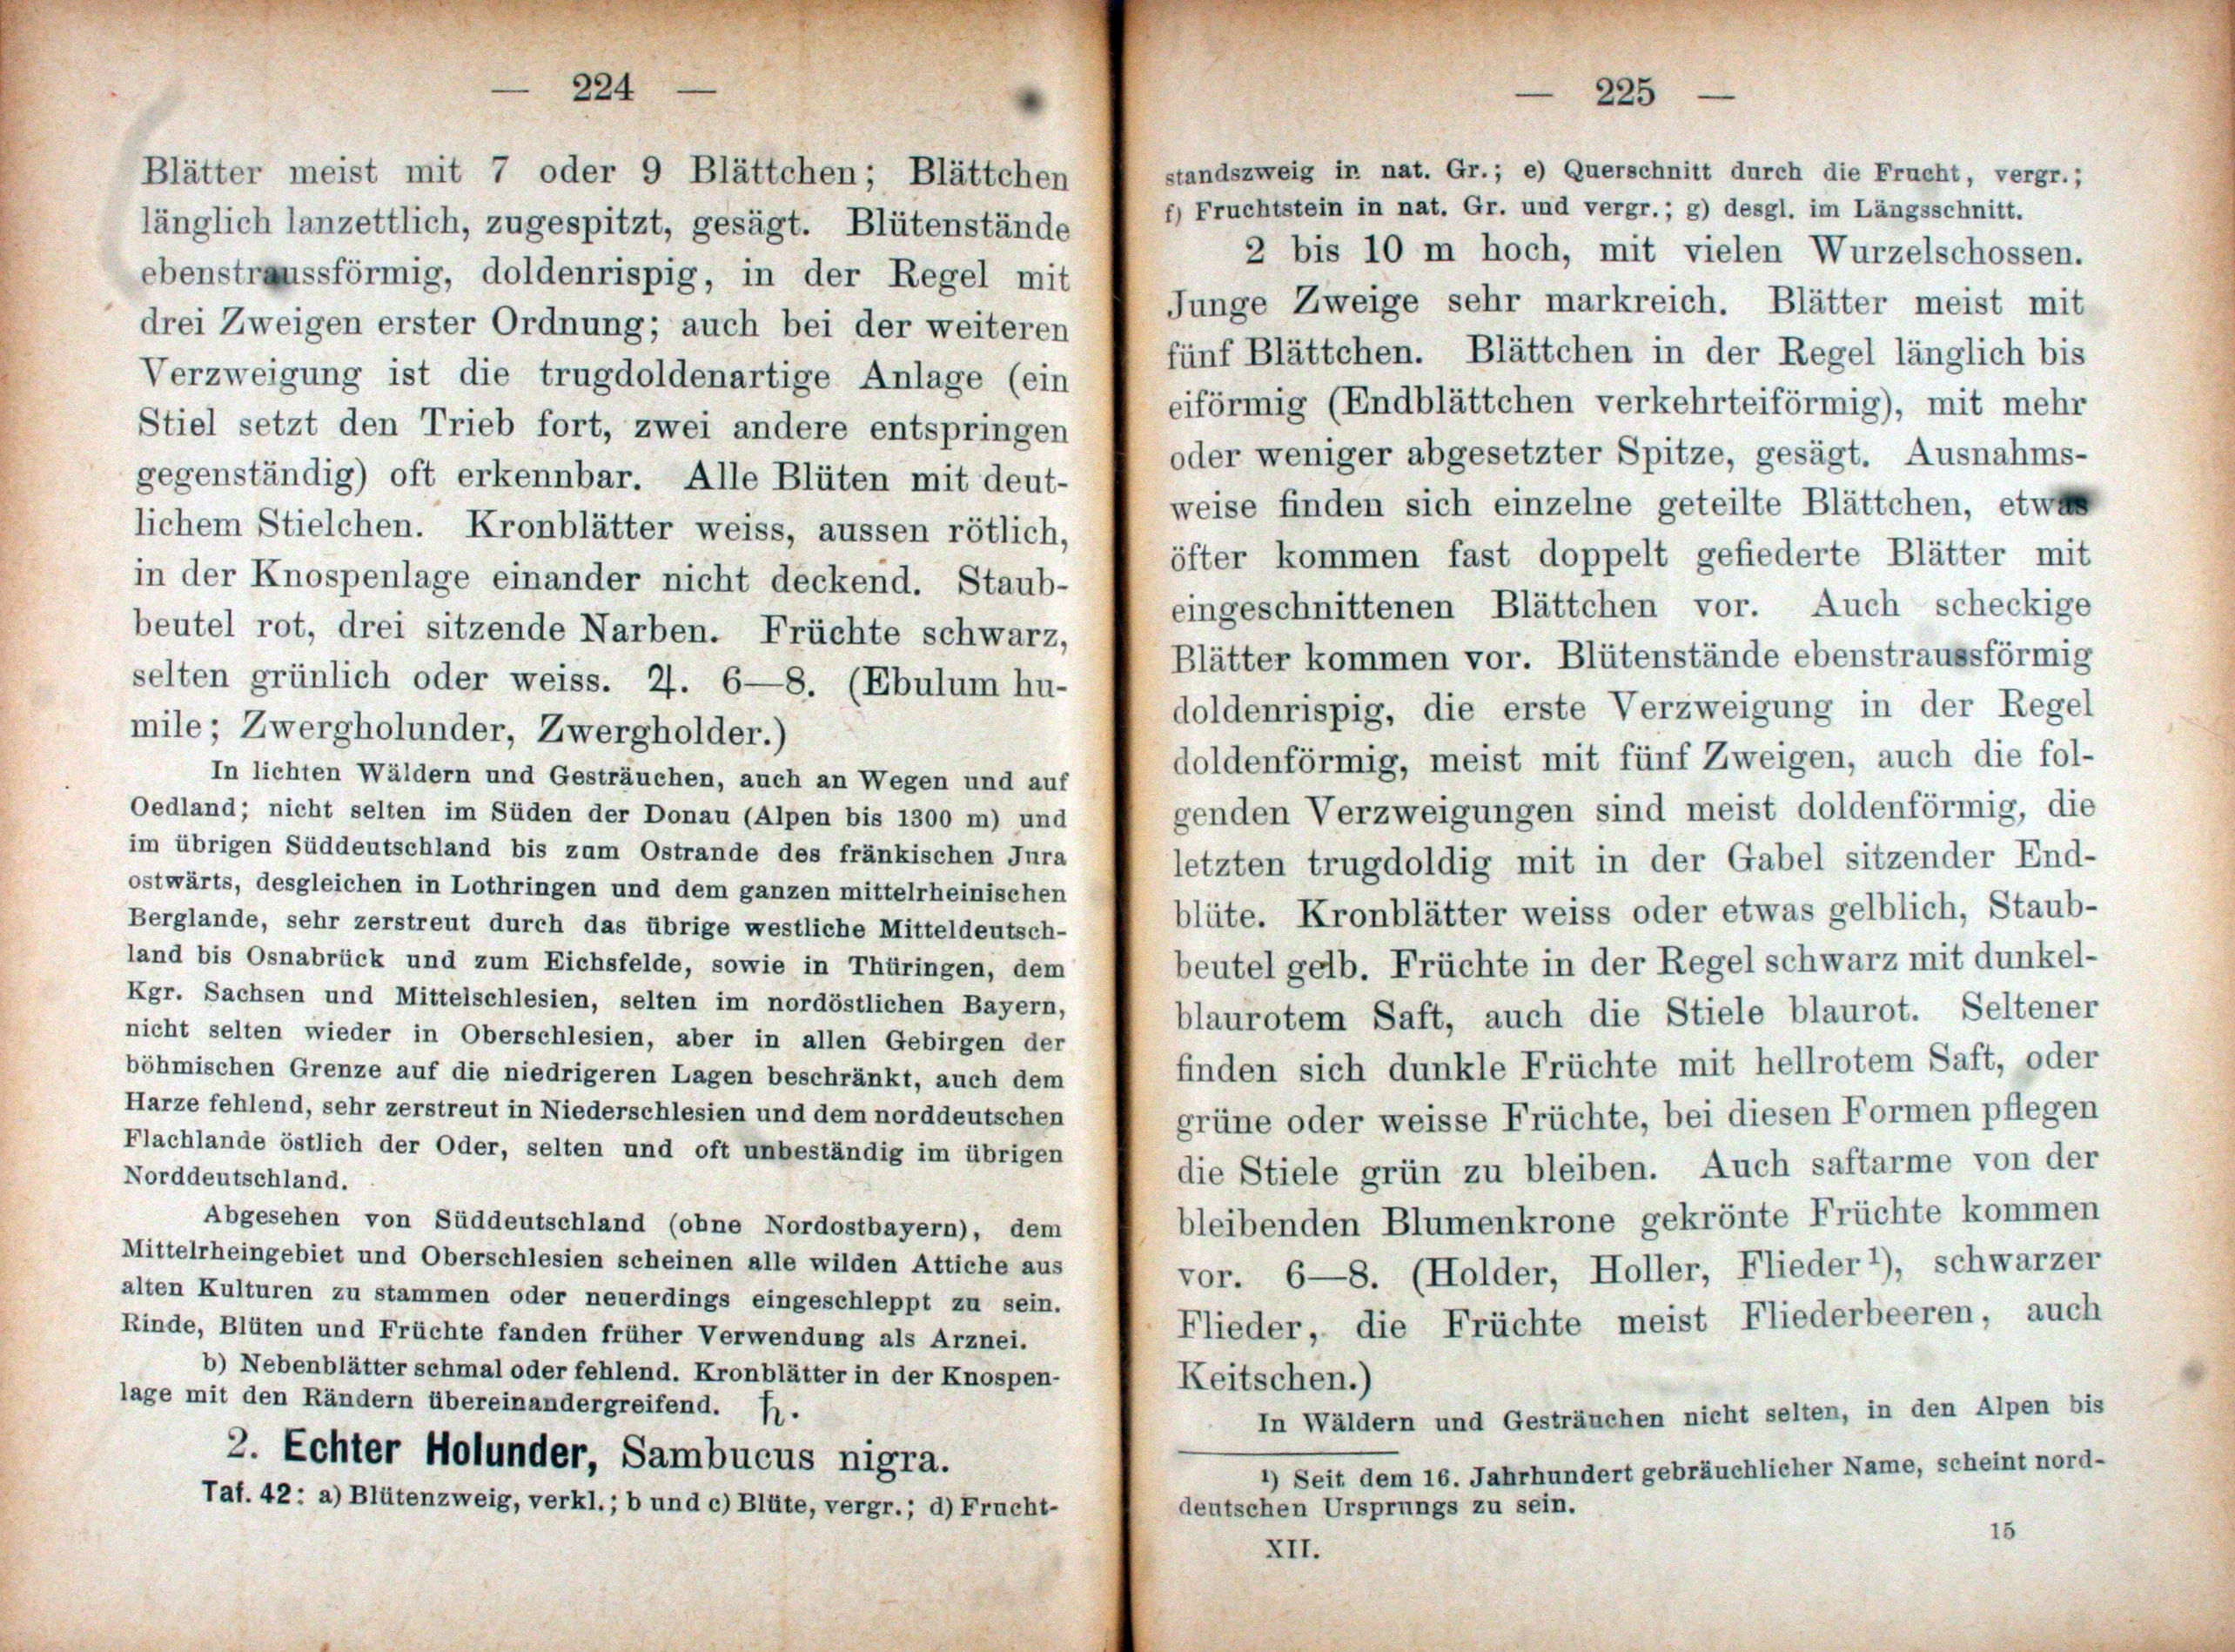 — 224 —
Blätter meist mit 7 oder 9 Blättchen; Blättchen
länglich lanzettlich, zugespitzt, gesägt. Blütenstände
ebenstraussförmig, doldenrispig, in der Regel mit
drei Zweigen erster Ordnung; auch bei der weiteren
Verzweigung ist die trugdoldenartige Anlage (ein
Stiel setzt den Trieb fort, zwei andere entspringen
gegenständig) oft erkennbar. Alle Blüten mit deut-
lichem Stielchen. Kronblätter weiss, aussen rötlich,
in der Knospenlage einander nicht deckend. Staub-
beutel rot, drei sitzende Narben. Früchte schwarz,
selten grünlich oder weiss. ♃. 6—8. (Ebulum hu-
mile; Zwergholunder, Zwergholder.)
In lichten Wäldern und Gesträuchen, auch an Wegen und auf
Oedland; nicht selten im Süden der Donau (Alpen bis 1300 m) und
im übrigen Süddeutschland bis zum Ostrande des fränkischen Jura
ostwärts, desgleichen in Lothringen und dem ganzen mittelrheinischen
Berglande, sehr zerstreut durch das übrige westliche Mitteldeutsch-
land bis Osnabrück und zum Eichsfelde, sowie in Thüringen, dem
Kgr. Sachsen und Mittelschlesien, selten im nordöstlichen Bayern,
nicht selten wieder in Oberschlesien, aber in allen Gebirgen der
böhmischen Grenze auf die niedrigeren Lagen beschränkt, auch dem
Harze fehlend, sehr zerstreut in Niederschlesien und dem norddeutschen
Flachlande östlich der Oder, selten und oft unbeständig im übrigen
Norddeutschland.
Abgesehen von Süddeutschland (ohne Nordostbayern), dem
Mittelrheingebiet und Oberschlesien scheinen alle wilden Attiche aus
alten Kulturen zu stammen oder neuerdings eingeschleppt zu sein.
Rinde, Blüten und Früchte fanden früher Verwendung als Arznei.
b) Nebenblätter schmal oder fehlend. Kronblätter in der Knospen-
lage mit den Rändern übereinandergreifend. ♄.
2. Echter Holunder, Sambucus nigra.
Taf. 42: a) Blütenzweig, verkl.; b und c) Blüte, vergr.; d) Frucht-
— 225 —
standszweig in nat. Gr.; e) Querschnitt durch die Frucht, vergr.;
f) Fruchtstein in nat. Gr. und vergr.; g) desgl. im Längsschnitt.
2 bis 10 m hoch, mit vielen Wurzelschossen.
Junge Zweige sehr markreich. Blätter meist mit
fünf Blättchen. Blättchen in der Regel länglich bis
eiförmig (Endblättchen verkehrteiförmig), mit mehr
oder weniger abgesetzter Spitze, gesägt. Ausnahms-
weise finden sich einzelne geteilte Blättchen, etwas
öfter kommen fast doppelt gefiederte Blätter mit
eingeschnittenen Blättchen vor. Auch scheckige
Blätter kommen vor. Blütenstände ebenstraussförmig
doldenrispig, die erste Verzweigung in der Regel
doldenförmig, meist mit fünf Zweigen, auch die fol-
genden Verzweigungen sind meist doldenförmig, die
letzten trugdoldig mit in der Gabel sitzender End-
blüte. Kronblätter weiss oder etwas gelblich, Staub-
beutel gelb. Früchte in der Regel schwarz mit dunkel-
blaurotem Saft, auch die Stiele blaurot. Seltener
finden sich dunkle Früchte mit hellrotem Saft, oder
grüne oder weisse Früchte, bei diesen Formen pflegen
die Stiele grün zu bleiben. Auch saftarme von der
bleibenden Blumenkrone gekrönte Früchte kommen
vor. 6—8. (Holder, Holler, Flieder¹), schwarzer
Flieder, die Früchte meist Fliederbeeren, auch
Keitschen.)
In Wäldern und Gesträuchen nicht selten, in den Alpen bis
¹) Seit dem 16. Jahrhundert gebräuchlicher Name, scheint nord-
deutschen Ursprungs zu sein.
XII. 15